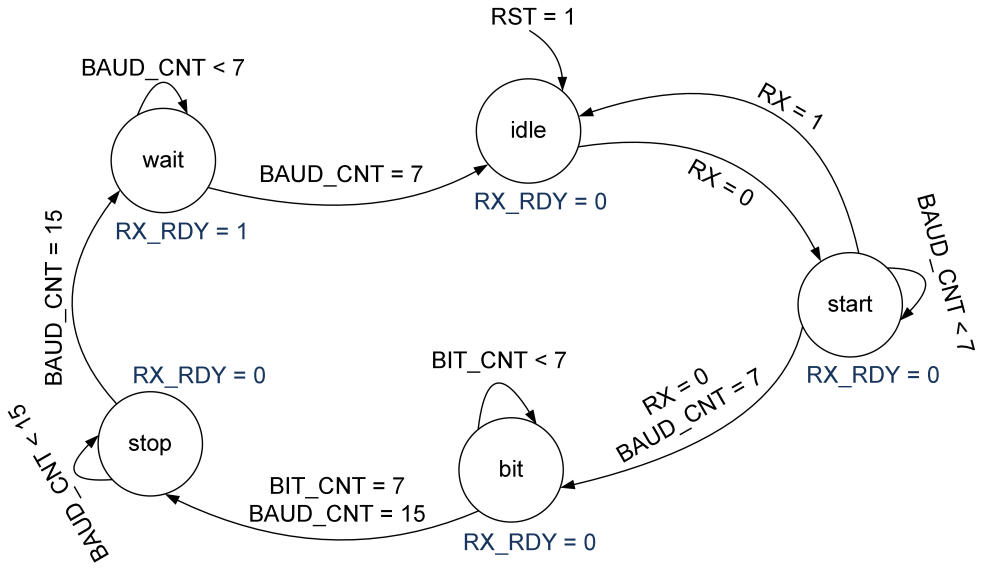 RST = 1
BAUD_CNT < 7
RX = 1
idle
wait
BAUD_CNT = 7
RX = 0
RX_RDY = 0
RX_RDY = 1
BAUD_CNT < 7
BAUD_CNT = 15
start
RX_RDY = 0
RX_RDY = 0
BIT_CNT < 7
RX = 0
BAUD_CNT = 7
stop
BAUD_CNT < 15
bit
BIT_CNT = 7
BAUD_CNT = 15
RX_RDY = 0